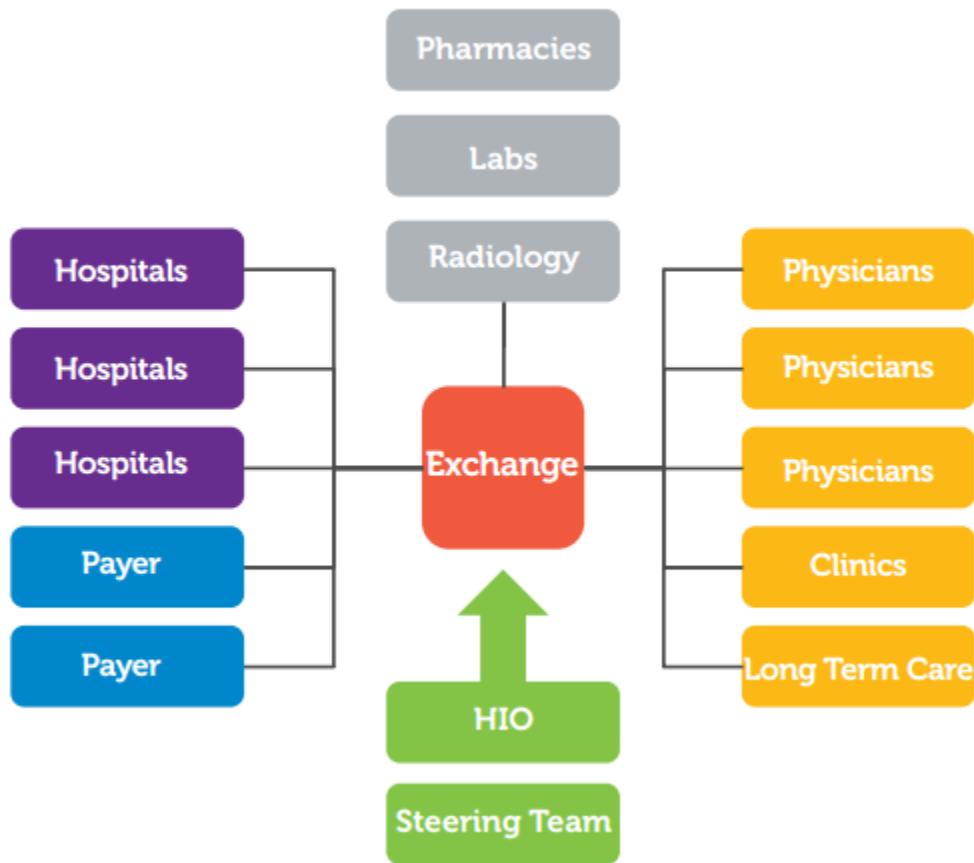 Pharmacies
Labs
Radiology
Hospitals
Hospitals
Hospitals
Payer
Payer
Exchange
Physicians
Physicians
Physicians
Clinics
Long Term Care
HIO
Steering Team